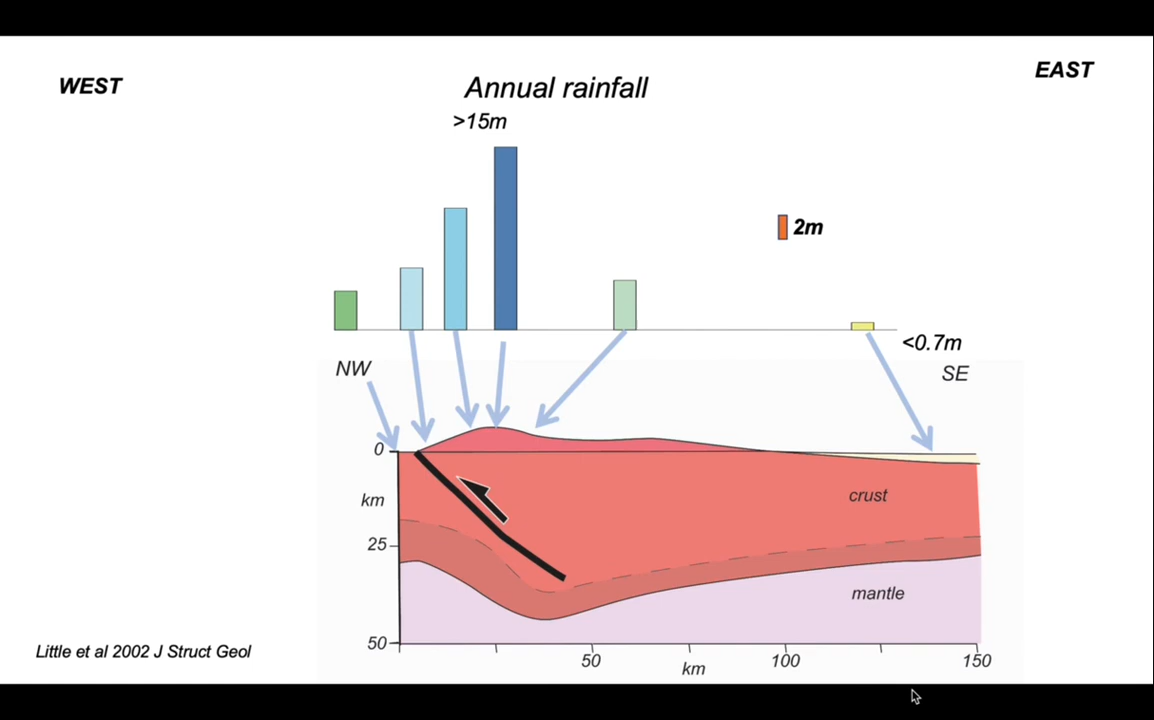 WEST
EAST
Annual rainfall
>15m
2m
<0.7m
NW
SE
0
km
crust
25
mantle
50
50
km
100
150
Little et al 2002 J Struct Geol